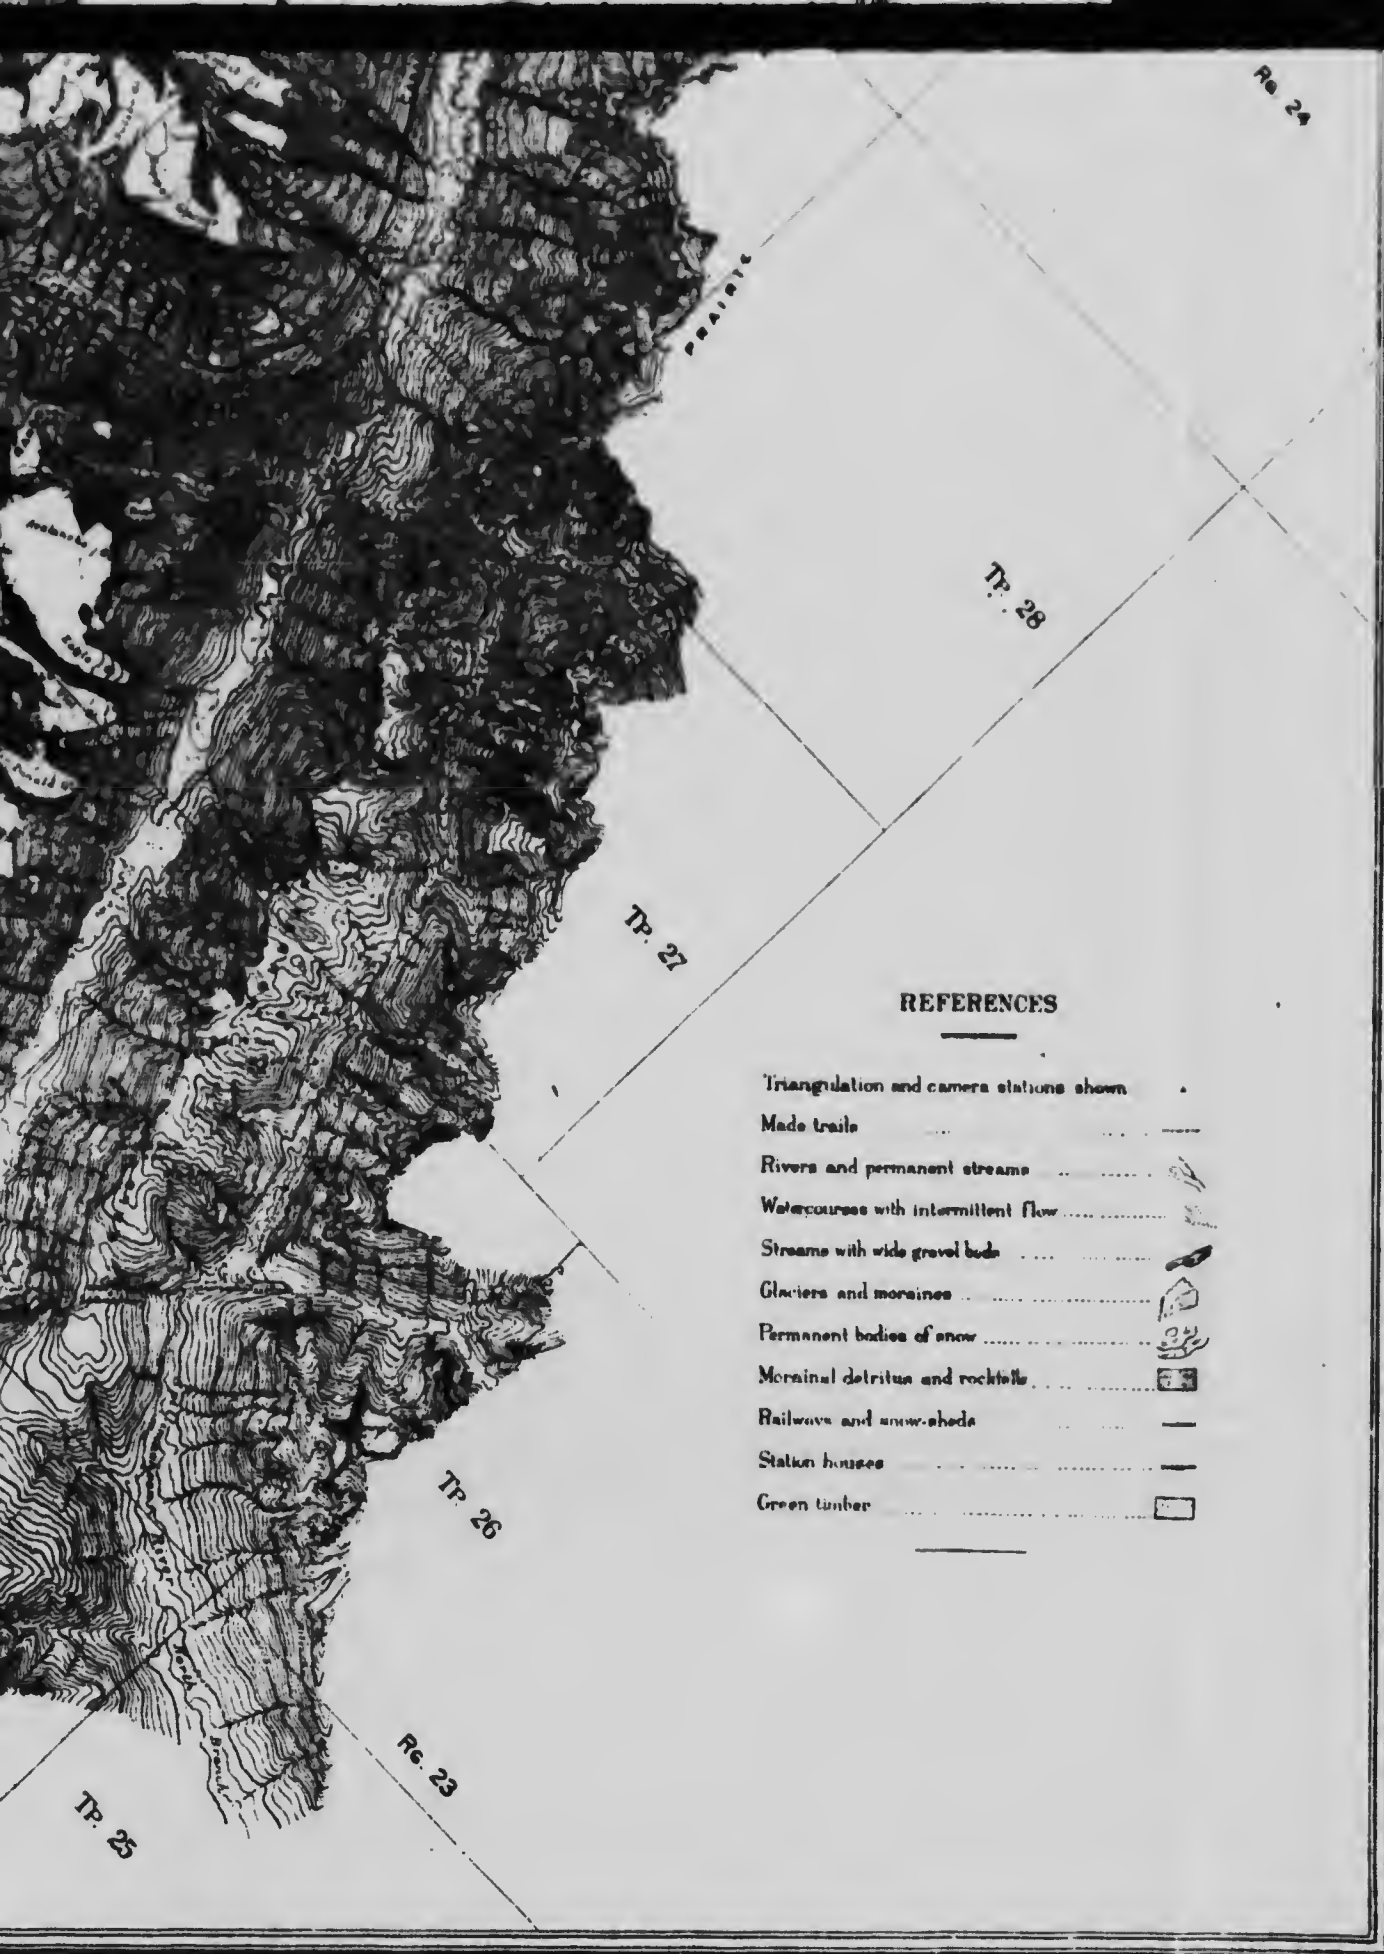 Rg. 24
PRAIRIE
Tp. 28
Tp. 27
REFERENCES
Triangulation and camera stations shown
Made trails
Rivers and permanent streams
Watercourses with intermittent flow
Streams with wide gravel beds
Glaciers and moraines
Permanent bodies of snow
Morainal detritus and rockfalls
Railways and snow-sheds
Station houses
Green timber
Tp. 26
River
North
Branch
Rg. 23
Tp. 25